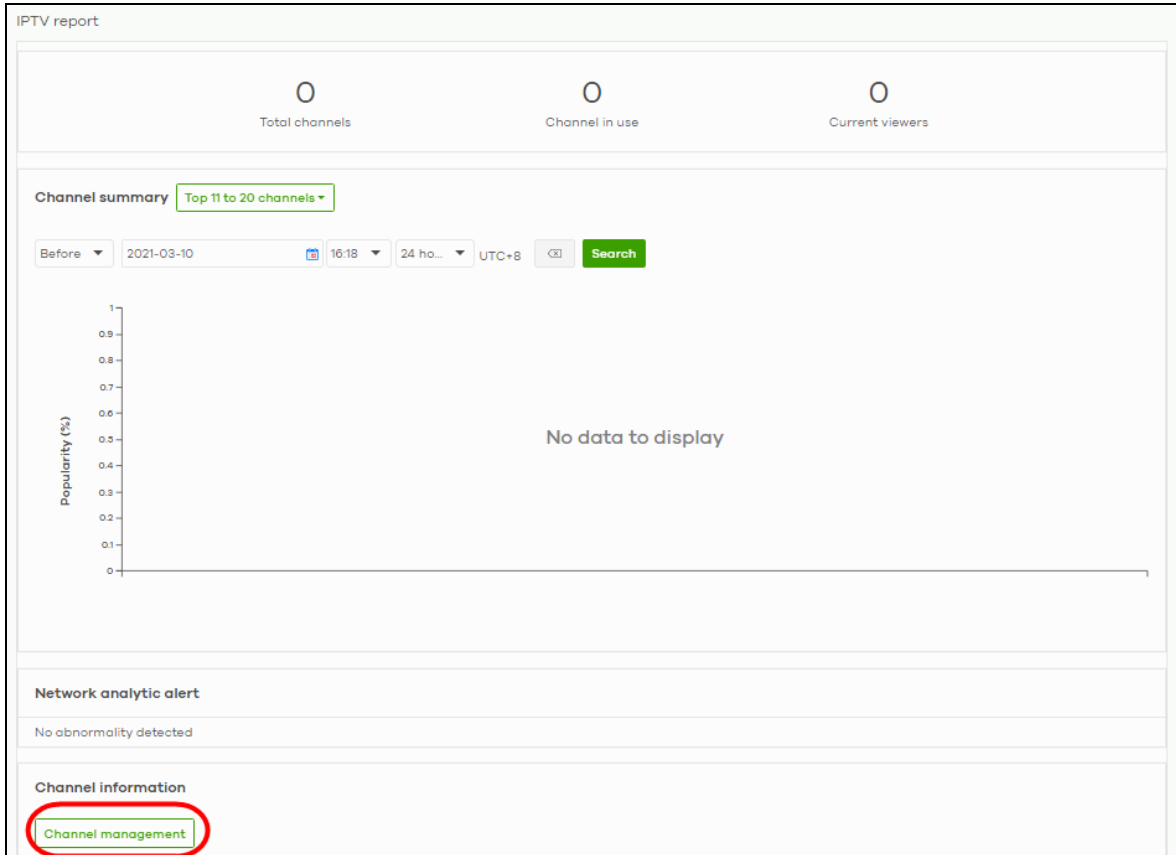 IPTV report
0 0 0
Total channels Channel in use Current viewers
Channel summary Top 11 to 20 channels
Before 2021-03-10 16:18 24 ho... UTC+8 Search
1
0.9
0.8
0.7
0.6
0.5
0.4
0.3
0.2
0.1
0
Popularity (%)
No data to display
Network analytic alert
No abnormality detected
Channel information
Channel management